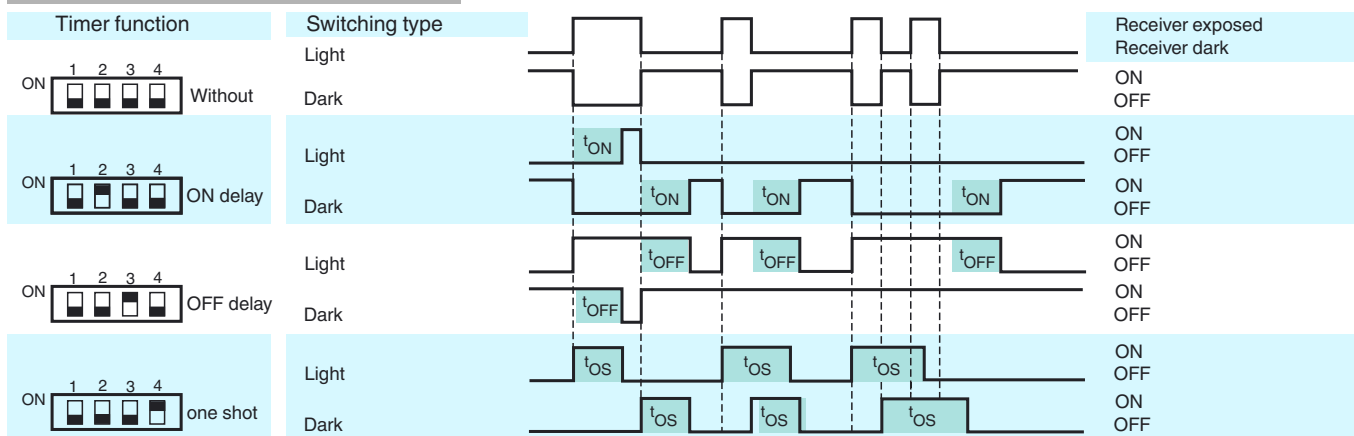 Timer function Switching type Receiver exposed
Light Receiver dark
1 2 3 4 ON
ON Without Dark OFF
Light tON ON
OFF
1 2 3 4
ON ON delay Dark tON tON tON ON
OFF
Light tOFF tOFF tOFF ON
OFF
1 2 3 4
ON OFF delay Dark tOFF ON
OFF
Light tOS tOS tOS ON
OFF
1 2 3 4
ON one shot Dark tOS tOS tOS ON
OFF